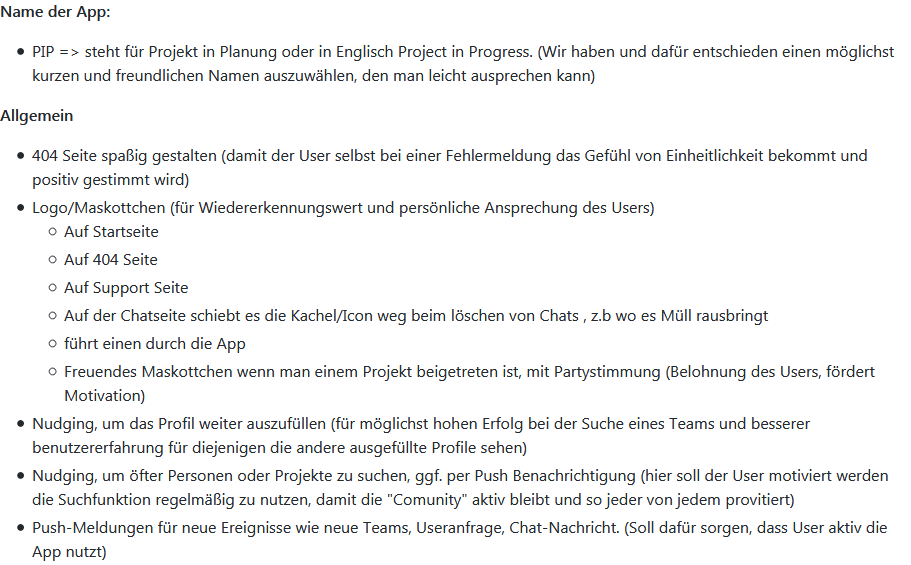 Name der App:
PIP => steht für Projekt in Planung oder in Englisch Project in Progress. (Wir haben und dafür entschieden einen möglichst
kurzen und freundlichen Namen auszuwählen, den man leicht ausprechen kann)
Allgemein
404 Seite spaßig gestalten (damit der User selbst bei einer Fehlermeldung das Gefühl von Einheitlichkeit bekommt und
positiv gestimmt wird)
Logo/Maskottchen (für Wiedererkennungswert und persönliche Ansprechung des Users)
Auf Startseite
Auf 404 Seite
Auf Support Seite
Auf der Chatseite schiebt es die Kachel/Icon weg beim löschen von Chats , z.b wo es Müll rausbringt
führt einen durch die App
Freuendes Maskottchen wenn man einem Projekt beigetreten ist, mit Partystimmung (Belohnung des Users, fördert
Motivation)
Nudging, um das Profil weiter auszufüllen (für möglichst hohen Erfolg bei der Suche eines Teams und besserer
benutzererfahrung für diejenigen die andere ausgefüllte Profile sehen)
Nudging, um öfter Personen oder Projekte zu suchen, ggf. per Push Benachrichtigung (hier soll der User motiviert werden
die Suchfunktion regelmäßig zu nutzen, damit die "Comunity" aktiv bleibt und so jeder von jedem provitiert)
Push-Meldungen für neue Ereignisse wie neue Teams, Useranfrage, Chat-Nachricht. (Soll dafür sorgen, dass User aktiv die
App nutzt)